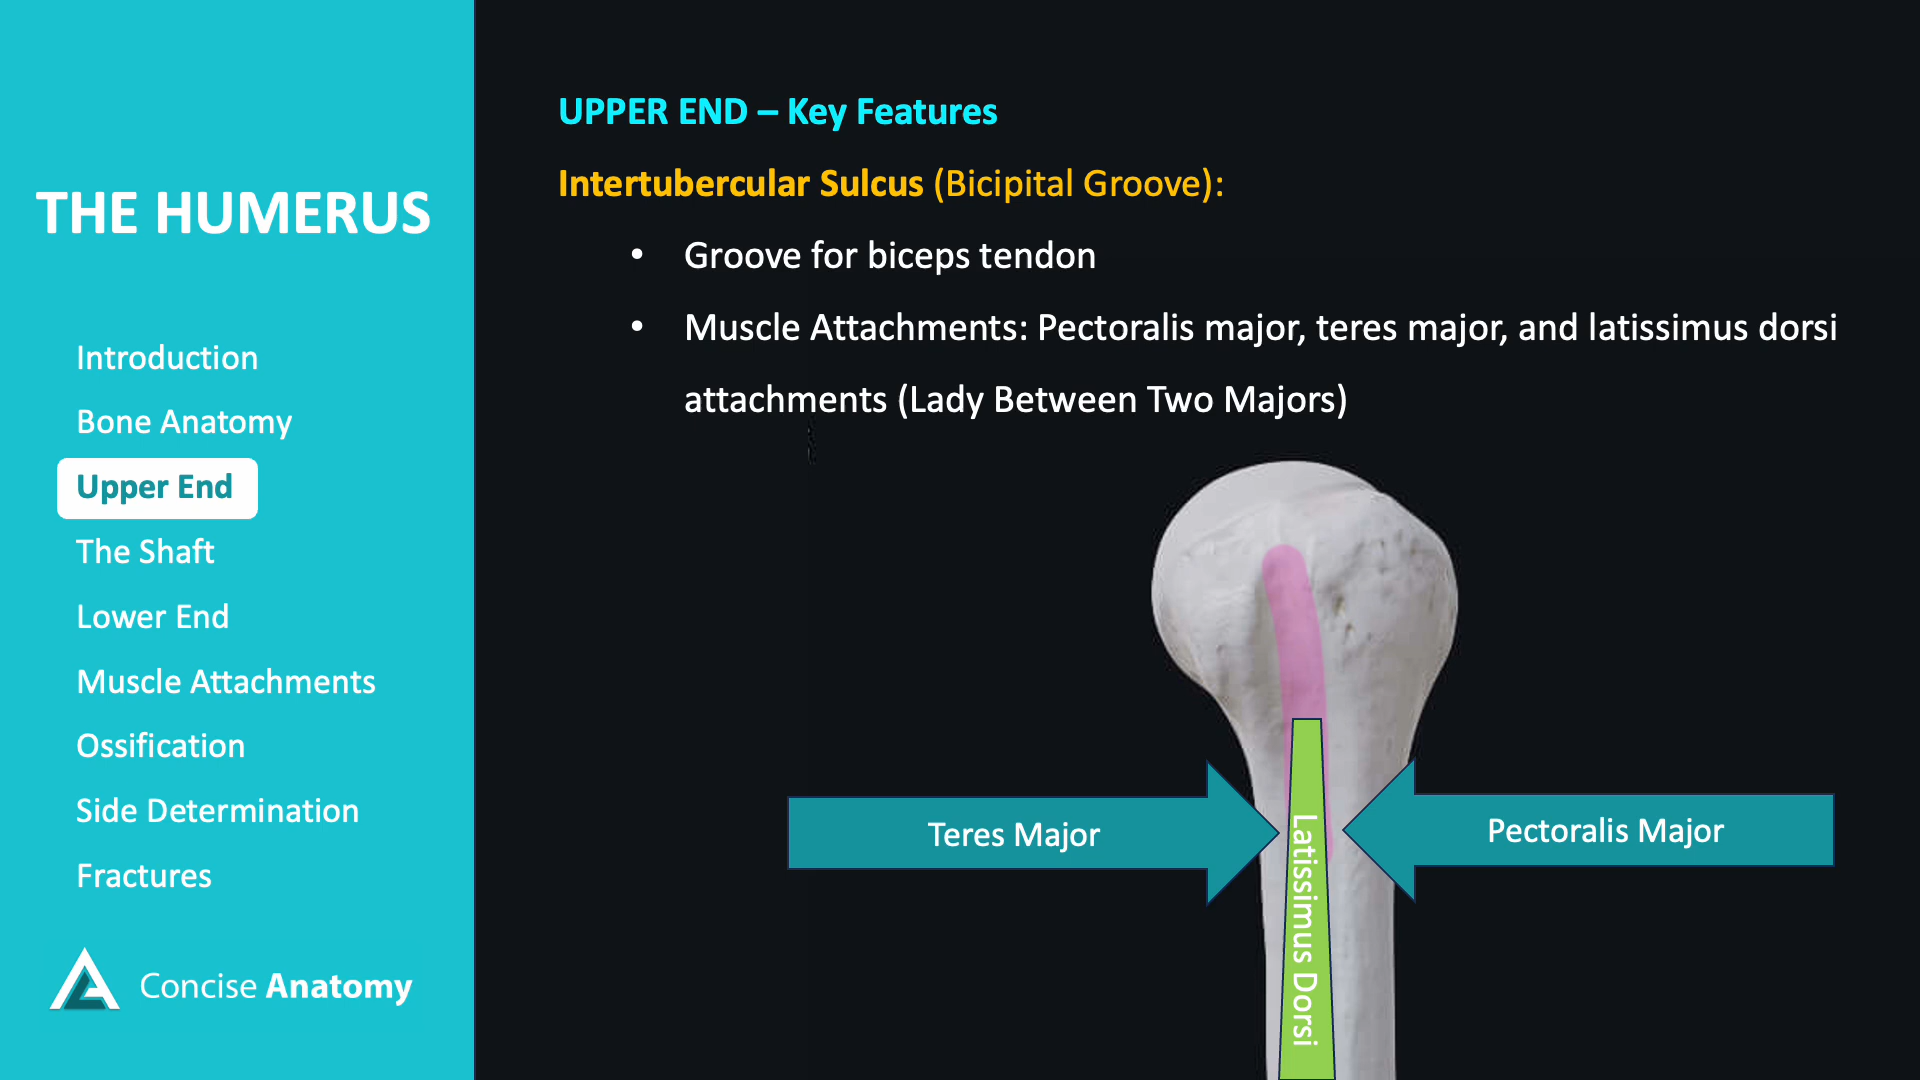 THE HUMERUS
Introduction
Bone Anatomy
Upper End
The Shaft
Lower End
Muscle Attachments
Ossification
Side Determination
Fractures
Concise Anatomy
UPPER END – Key Features
Intertubercular Sulcus (Bicipital Groove):
• Groove for biceps tendon
• Muscle Attachments: Pectoralis major, teres major, and latissimus dorsi
attachments (Lady Between Two Majors)
Teres Major
Latissimus Dorsi
Pectoralis Major